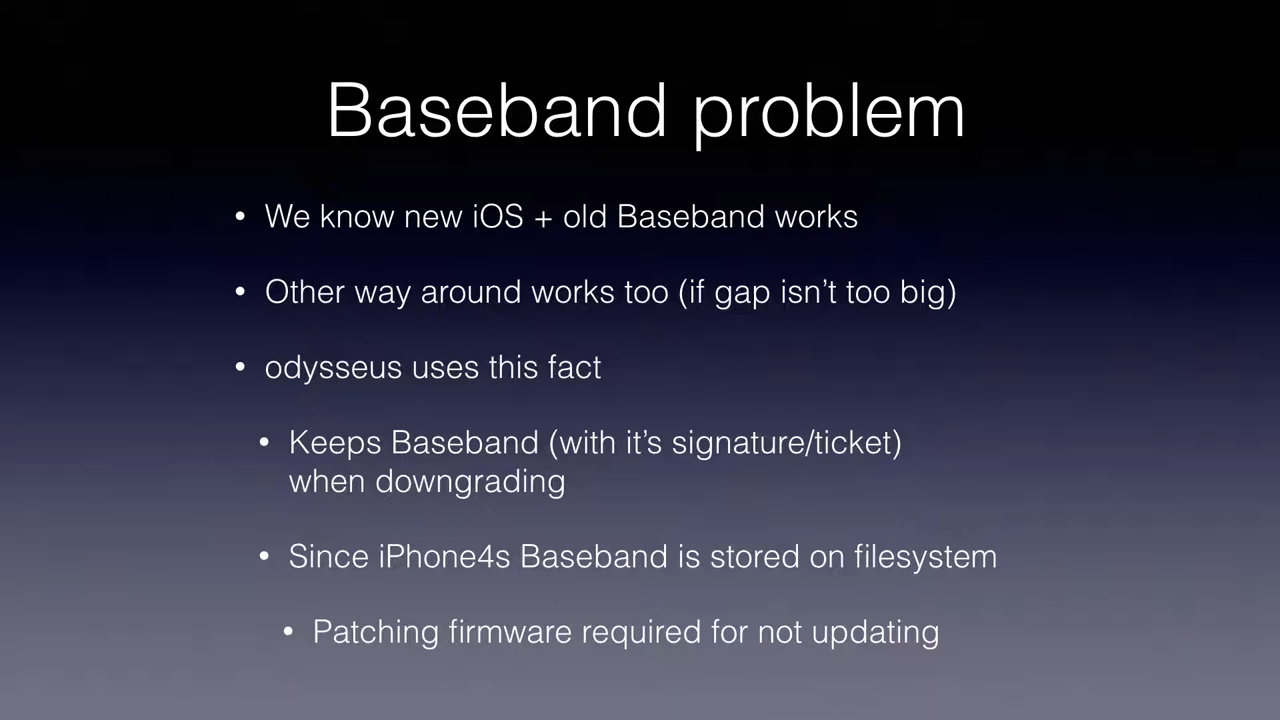 Baseband problem
• We know new iOS + old Baseband works
• Other way around works too (if gap isn’t too big)
• odysseus uses this fact
• Keeps Baseband (with it’s signature/ticket)
when downgrading
• Since iPhone4s Baseband is stored on filesystem
• Patching firmware required for not updating